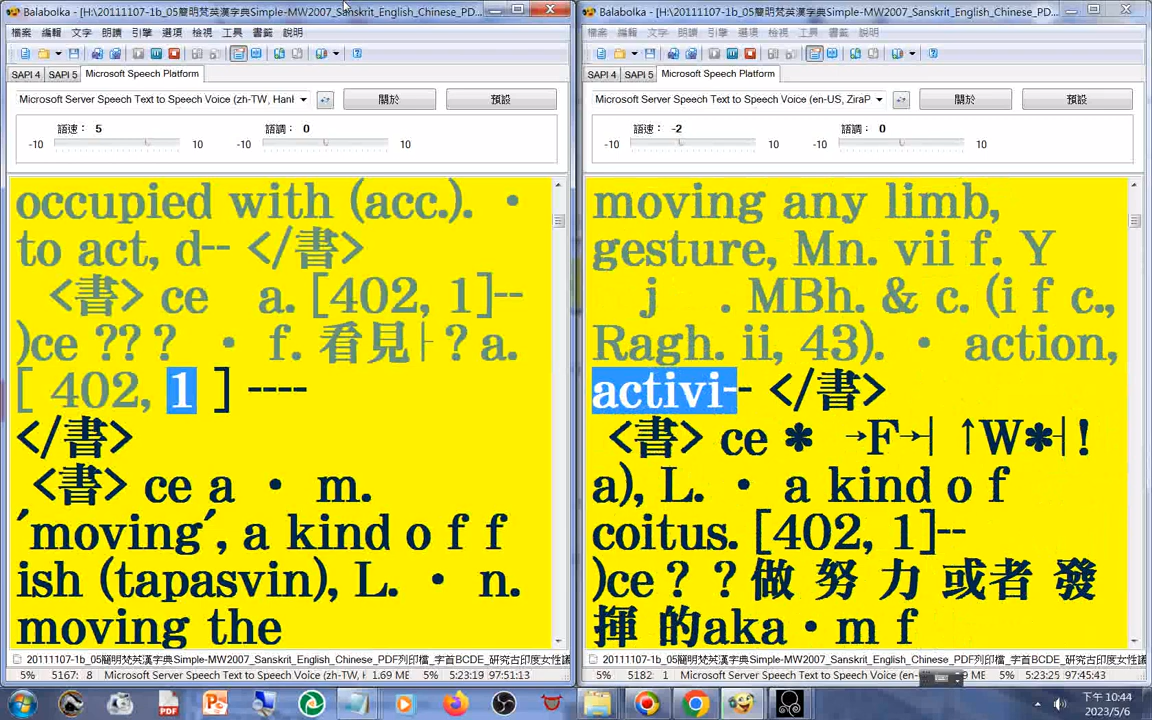 Balabolka - [H:\20111107-1b_05簡明梵英漢字典Simple-MW2007_Sanskrit_English_Chinese_PD...
檔案 編輯 文字 朗讀 引擎 選項 檢視 工具 書籤 說明
SAPI 4 SAPI 5 Microsoft Speech Platform
Microsoft Server Speech Text to Speech Voice (zh-TW, Hanl 關於 預設
語速: 5 語調: 0
-10 10 -10 10
occupied with (acc.). •
to act, d-- </書>
<書> ce a. [402, 1]--
)ce ?? ? • f. 看見├ ? a.
[ 402, 1 ] ----
</書>
<書> ce a • m.
'moving', a kind o f f
ish (tapasvin), L. • n.
moving the
20111107-1b_05簡明梵英漢字典Simple-MW2007_Sanskrit_English_Chinese_PDF列印檔_字首BCDE_研究古印度女性議
5% 5167: 8 Microsoft Server Speech Text to Speech Voice (zh-TW, H 1.69 ME 5% 5:23:19 97:51:13
Balabolka - [H:\20111107-1b_05簡明梵英漢字典Simple-MW2007_Sanskrit_English_Chinese_PD...
檔案 編輯 文字 朗讀 引擎 選項 檢視 工具 書籤 說明
SAPI 4 SAPI 5 Microsoft Speech Platform
Microsoft Server Speech Text to Speech Voice (en-US, ZiraP 關於 預設
語速: -2 語調: 0
-10 10 -10 10
moving any limb,
gesture, Mn. vii f. Y
j . MBh. & c. (i f c.,
Ragh. ii, 43). • action,
activi-- </書>
<書> ce ✱ →F→┤ ↑W✱┤!
a), L. • a kind o f
coitus. [402, 1]--
)ce ? ? 做 努 力 或者 發
揮 的aka • m f
20111107-1b_05簡明梵英漢字典Simple-MW2007_Sanskrit_English_Chinese_PDF列印檔_字首BCDE_研究古印度女性議
5% 5182: 1 Microsoft Server Speech Text to Speech Voice (en-US, ME 5% 5:23:25 97:45:43
下午 10:44
2023/5/6